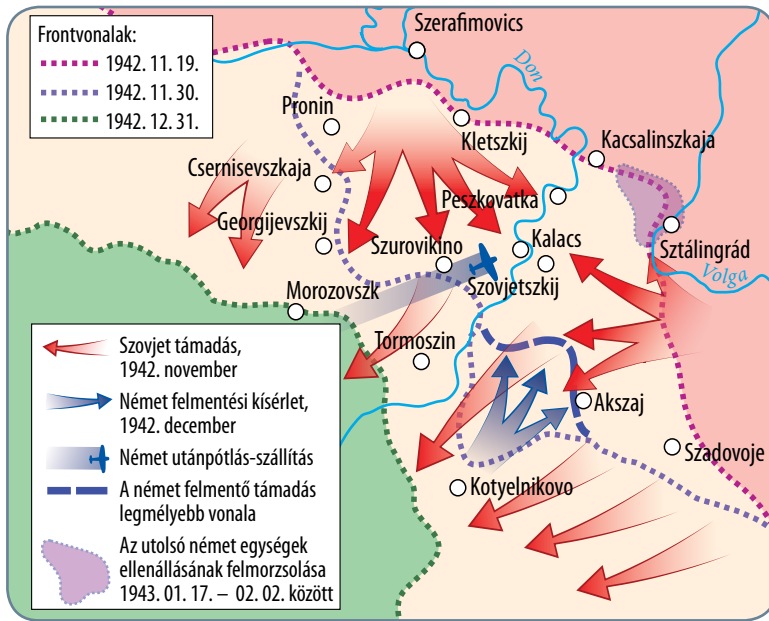 Frontvonalak:
1942. 11. 19.
1942. 11. 30.
1942. 12. 31.
Szerafimovics
Don
Pronin
Kletszkij
Kacsalinszkaja
Csernisevszkaja
Peszkovatka
Georgijevszkij
Szurovikino
Kalacs
Sztálingrád
Szovjetszkij
Volga
Morozovszk
Tormoszin
Akszaj
Szadovoje
Kotyelnikovo
Szovjet támadás,
1942. november
Német felmentési kísérlet,
1942. december
Német utánpótlás-szállítás
A német felmentő támadás
legmélyebb vonala
Az utolsó német egységek
ellenállásának felmorzsolása
1943. 01. 17. – 02. 02. között